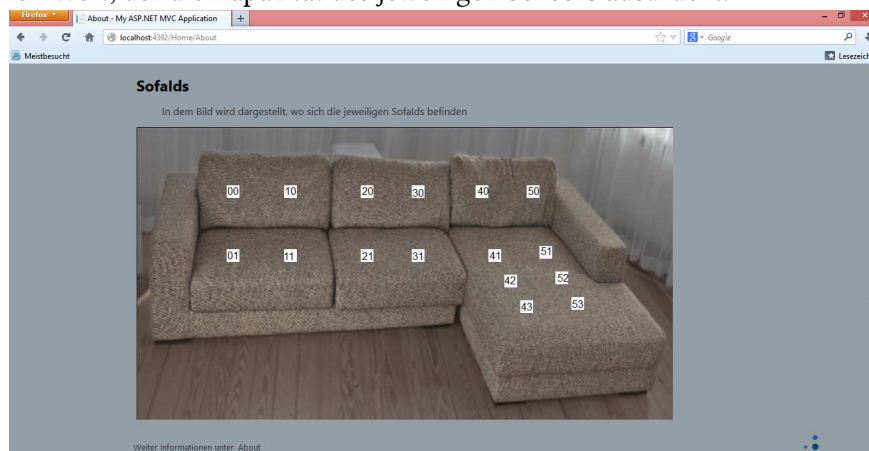 Firefox
About - My ASP.NET MVC Application
localhost:4392/Home/About
Google
Meistbesucht
Lesezeich
SofaIds
In dem Bild wird dargestellt, wo sich die jeweiligen SofaIds befinden
00 10 20 30 40 50
01 11 21 31 41 51
42 52
43 53
Weiter Informationen unter About